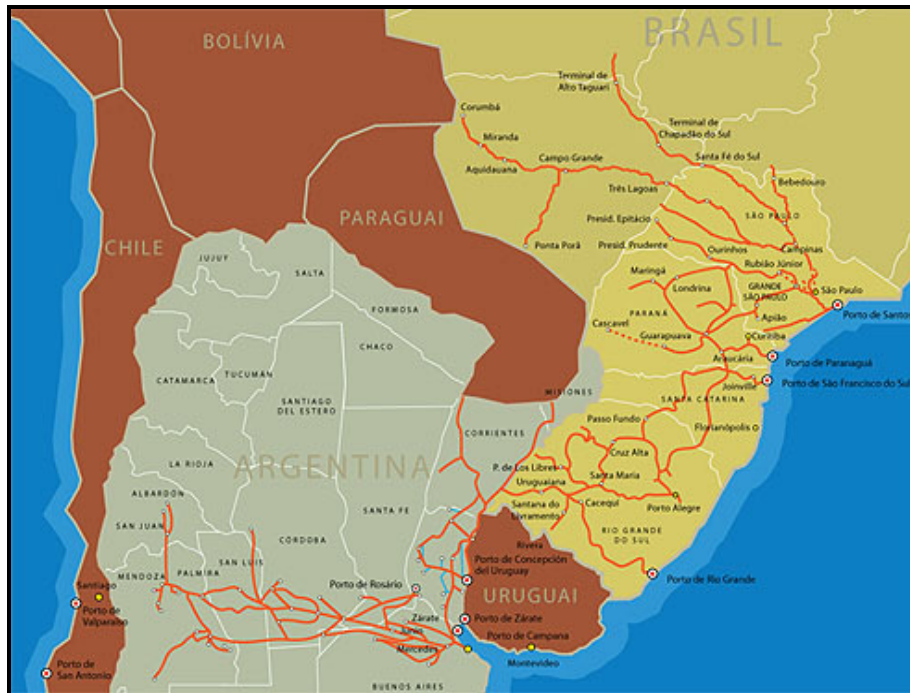 BRASIL
BOLÍVIA
Terminal de
Alto Taquari
Corumbá
Miranda
Aquidauana
Campo Grande
Terminal de
Chapadão do Sul
Santa Fé do Sul
Três Lagoas
Bebedouro
SÃO PAULO
Presid. Epitácio
Presid. Prudente
Ponta Porã
Ourinhos
Campinas
Rubião Júnior
PARAGUAI
CHILE
JUJUY
SALTA
FORMOSA
CHACO
Maringá
Londrina
GRANDE
SÃO PAULO
São Paulo
Porto de Santos
PARANÁ
Apião
Cascavel
Guarapuava
Curitiba
Araucária
Porto de Paranaguá
Joinville
Porto de São Francisco do Sul
CATAMARCA
TUCUMÁN
SANTIAGO
DEL ESTERO
MISIONES
SANTA CATARINA
CORRIENTES
Passo Fundo
Florianópolis
LA RIOJA
ARGENTINA
Cruz Alta
P. de Los Libres
Santa Maria
Uruguaiana
ALBARDÓN
SANTA FE
Santana do
Livramento
Cacequí
Porto Alegre
SAN JUAN
CÓRDOBA
RIO GRANDE
DO SUL
Rivera
MENDOZA
PALMIRA
SAN LUIS
Porto de Concepción
del Uruguay
Porto de Rosário
Porto de Rio Grande
Santiago
Porto de
Valparaíso
URUGUAI
Zárate
Porto de Zárate
Junín
Porto de Campana
Mercedes
Montevideo
Porto de
San Antonio
BUENOS AIRES